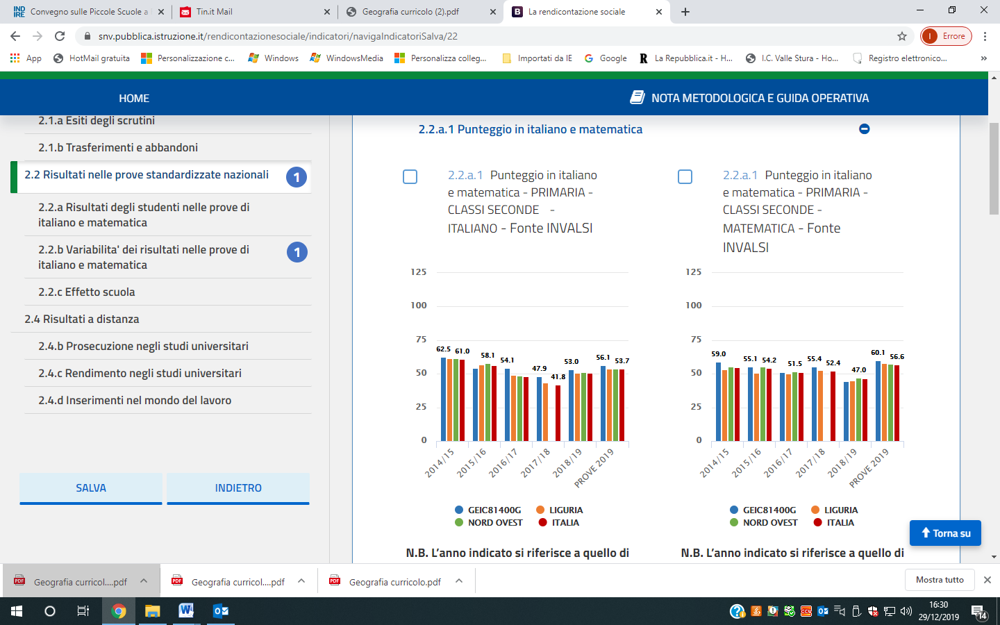 IND
IRE
Convegno sulle Piccole Scuole a
Tin.it Mail
Geografia curricolo (2).pdf
B
La rendicontazione sociale
snv.pubblica.istruzione.it/rendicontazionesociale/indicatori/navigaIndicatoriSalva/22
I Errore
App
HotMail gratuita
Personalizzazione c...
Windows
WindowsMedia
Personalizza colleg...
Importati da IE
Google
R
La Repubblica.it - H...
I.C. Valle Stura - Ho...
Registro elettronico...
»
HOME
NOTA METODOLOGICA E GUIDA OPERATIVA
2.1.a Esiti degli scrutini
2.1.b Trasferimenti e abbandoni
2.2 Risultati nelle prove standardizzate nazionali
1
2.2.a Risultati degli studenti nelle prove di
italiano e matematica
2.2.b Variabilita' dei risultati nelle prove di
italiano e matematica
1
2.2.c Effetto scuola
2.4 Risultati a distanza
2.4.b Prosecuzione negli studi universitari
2.4.c Rendimento negli studi universitari
2.4.d Inserimenti nel mondo del lavoro
SALVA
INDIETRO
2.2.a.1 Punteggio in italiano e matematica
2.2.a.1 Punteggio in italiano
e matematica - PRIMARIA -
CLASSI SECONDE -
ITALIANO - Fonte INVALSI
125
100
75
50
25
0
62.5
61.0
58.1
54.1
47.9
41.8
53.0
56.1
53.7
2014/15
2015/16
2016/17
2017/18
2018/19
PROVE 2019
GEIC81400G
LIGURIA
NORD OVEST
ITALIA
N.B. L'anno indicato si riferisce a quello di
2.2.a.1 Punteggio in italiano
e matematica - PRIMARIA -
CLASSI SECONDE -
MATEMATICA - Fonte
INVALSI
125
100
75
50
25
0
59.0
55.1
54.2
51.5
55.4
52.4
47.0
60.1
56.6
2014/15
2015/16
2016/17
2017/18
2018/19
PROVE 2019
GEIC81400G
LIGURIA
NORD OVEST
ITALIA
N.B. L'anno indicato si riferisce a quello di
Torna su
PDF
Geografia curricol....pdf
PDF
Geografia curricol....pdf
PDF
Geografia curricolo.pdf
Mostra tutto
16:30
29/12/2019
14